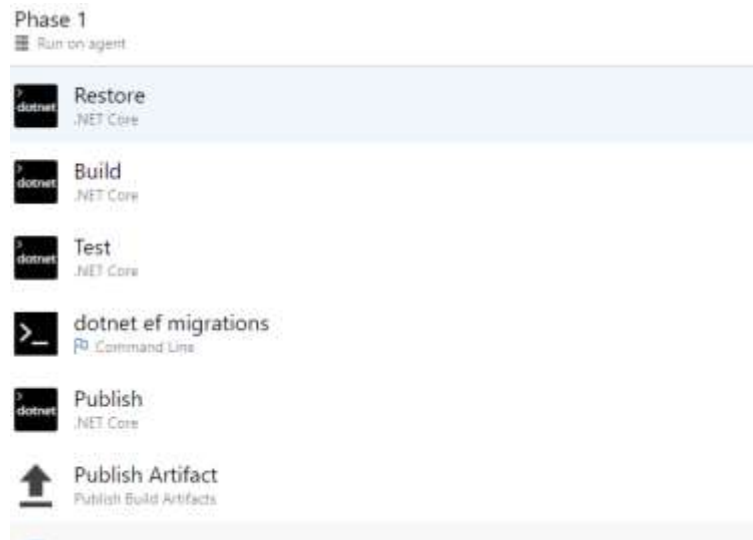 Phase 1
Run on agent
dotnet
Restore
.NET Core
dotnet
Build
.NET Core
dotnet
Test
.NET Core
dotnet ef migrations
Command Line
dotnet
Publish
.NET Core
Publish Artifact
Publish Build Artifacts